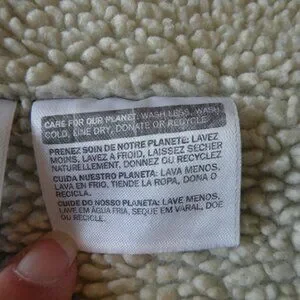 CARE FOR OUR PLANET: WASH LESS, WASH
COLD, LINE DRY, DONATE OR RECYCLE.
PRENEZ SOIN DE NOTRE PLANETE: LAVEZ
MOINS, LAVEZ A FROID, LAISSEZ SECHER
NATURELLEMENT, DONNEZ OU RECYCLEZ.
CUIDA NUESTRO PLANETA: LAVA MENOS,
LAVA EN FRIO, TIENDE LA ROPA, DONA O
RECICLA.
CUIDE DO NOSSO PLANETA: LAVE MENOS,
LAVE EM ÁGUA FRIA, SEQUE EM VARAL, DOE
OU RECICLE.